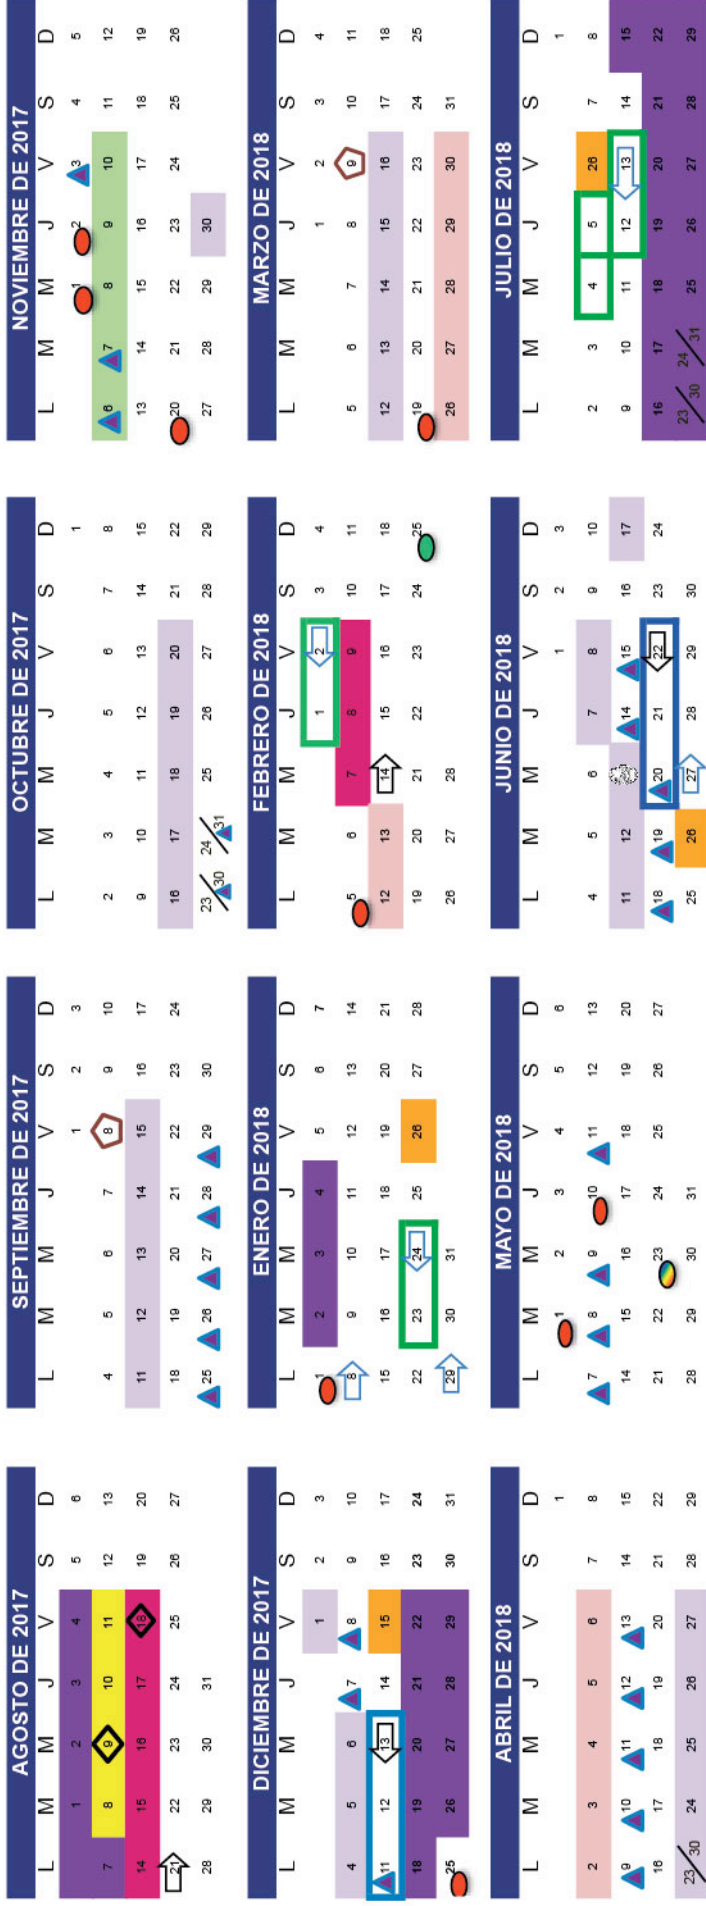 AGOSTO DE 2017
L M M J V S D
1 2 3 4 5 6
7 8 9 10 11 12 13
14 15 16 17 18 19 20
21 22 23 24 25 26 27
28 29 30 31
SEPTIEMBRE DE 2017
L M M J V S D
1 2 3
4 5 6 7 8 9 10
11 12 13 14 15 16 17
18 19 20 21 22 23 24
25 26 27 28 29 30
OCTUBRE DE 2017
L M M J V S D
1
2 3 4 5 6 7 8
9 10 11 12 13 14 15
16 17 18 19 20 21 22
23/30 24/31 25 26 27 28 29
NOVIEMBRE DE 2017
L M M J V S D
1 2 3 4 5
6 7 8 9 10 11 12
13 14 15 16 17 18 19
20 21 22 23 24 25 26
27 28 29 30
DICIEMBRE DE 2017
L M M J V S D
1 2 3
4 5 6 7 8 9 10
11 12 13 14 15 16 17
18 19 20 21 22 23 24
25 26 27 28 29 30 31
ENERO DE 2018
L M M J V S D
1 2 3 4 5 6 7
8 9 10 11 12 13 14
15 16 17 18 19 20 21
22 23 24 25 26 27 28
29 30 31
FEBRERO DE 2018
L M M J V S D
1 2 3 4
5 6 7 8 9 10 11
12 13 14 15 16 17 18
19 20 21 22 23 24 25
26 27 28
MARZO DE 2018
L M M J V S D
1 2 3 4
5 6 7 8 9 10 11
12 13 14 15 16 17 18
19 20 21 22 23 24 25
26 27 28 29 30 31
ABRIL DE 2018
L M M J V S D
1
2 3 4 5 6 7 8
9 10 11 12 13 14 15
16 17 18 19 20 21 22
23/30 24 25 26 27 28 29
MAYO DE 2018
L M M J V S D
1 2 3 4 5 6
7 8 9 10 11 12 13
14 15 16 17 18 19 20
21 22 23 24 25 26 27
28 29 30 31
JUNIO DE 2018
L M M J V S D
1 2 3
4 5 6 7 8 9 10
11 12 14 15 16 17
18 19 20 21 22 23 24
25 26 27 28 29 30
JULIO DE 2018
L M M J V S D
1
2 3 4 5 26 7 8
9 10 11 12 13 14 15
16 17 18 19 20 21 22
23/30 24/31 25 26 27 28 29